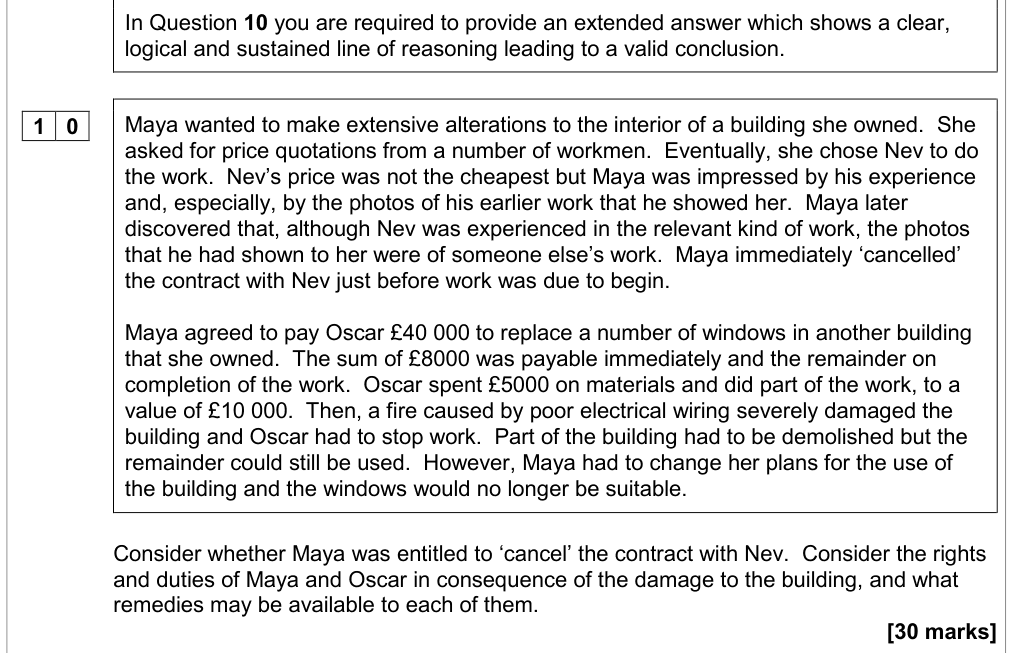 In Question 10 you are required to provide an extended answer which shows a clear,
logical and sustained line of reasoning leading to a valid conclusion.
1 0
Maya wanted to make extensive alterations to the interior of a building she owned. She
asked for price quotations from a number of workmen. Eventually, she chose Nev to do
the work. Nev’s price was not the cheapest but Maya was impressed by his experience
and, especially, by the photos of his earlier work that he showed her. Maya later
discovered that, although Nev was experienced in the relevant kind of work, the photos
that he had shown to her were of someone else’s work. Maya immediately ‘cancelled’
the contract with Nev just before work was due to begin.
Maya agreed to pay Oscar £40 000 to replace a number of windows in another building
that she owned. The sum of £8000 was payable immediately and the remainder on
completion of the work. Oscar spent £5000 on materials and did part of the work, to a
value of £10 000. Then, a fire caused by poor electrical wiring severely damaged the
building and Oscar had to stop work. Part of the building had to be demolished but the
remainder could still be used. However, Maya had to change her plans for the use of
the building and the windows would no longer be suitable.
Consider whether Maya was entitled to ‘cancel’ the contract with Nev. Consider the rights
and duties of Maya and Oscar in consequence of the damage to the building, and what
remedies may be available to each of them.
[30 marks]